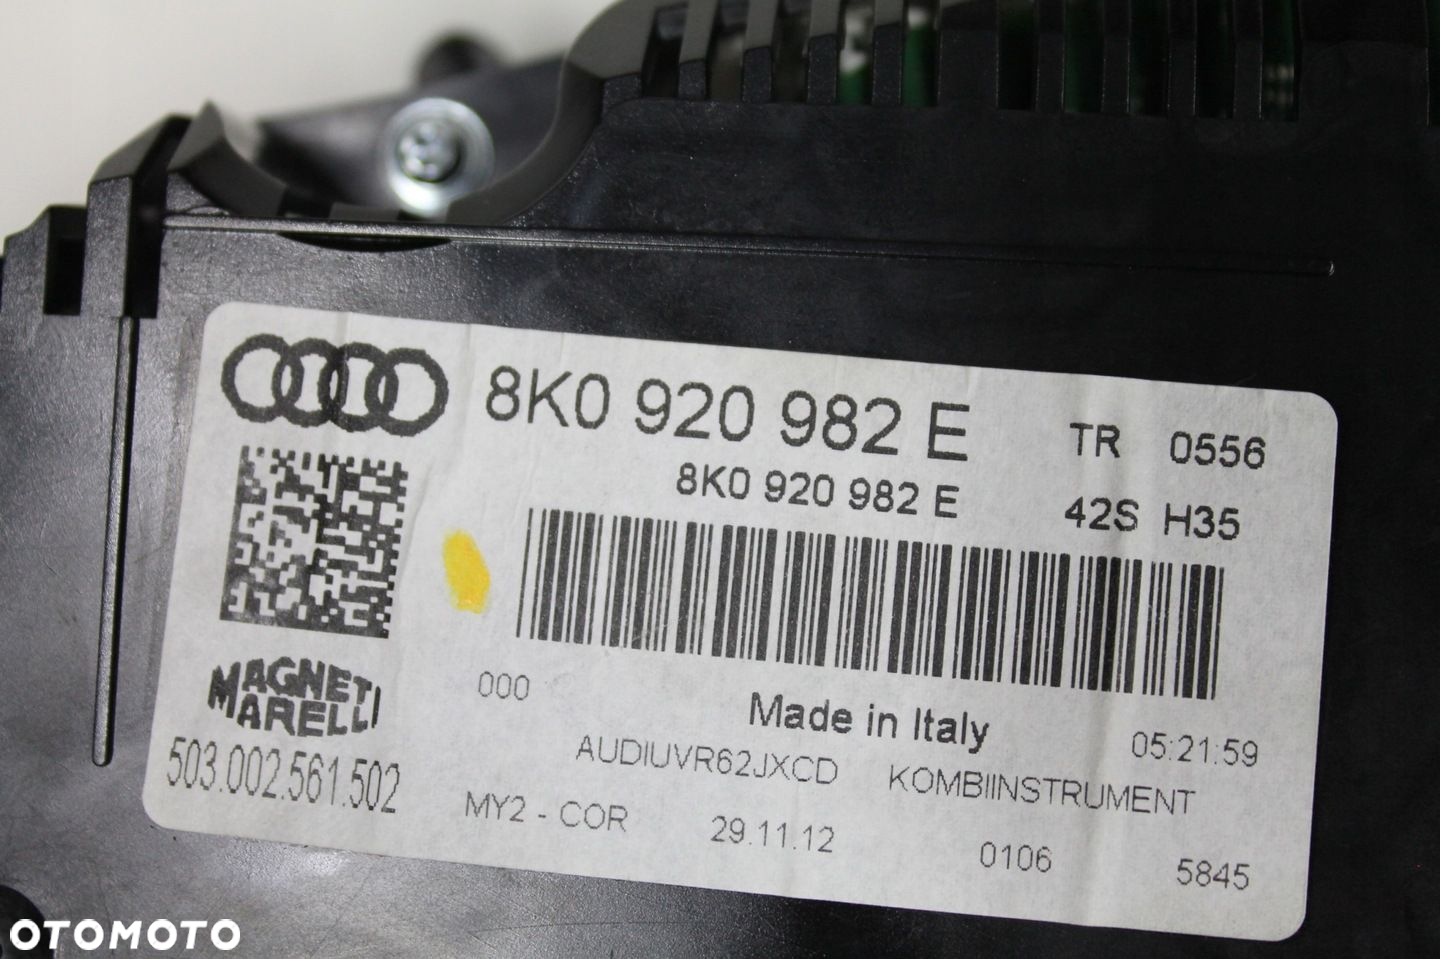 8K0 920 982 E TR 0556
8K0 920 982 E 42S H35
MAGNETI
MARELLI
000 Made in Italy 05:21:59
503.002.561.502
AUDIUVR62JXCD KOMBIINSTRUMENT
MY2 - COR 29.11.12 0106 5845
OTOMOTO